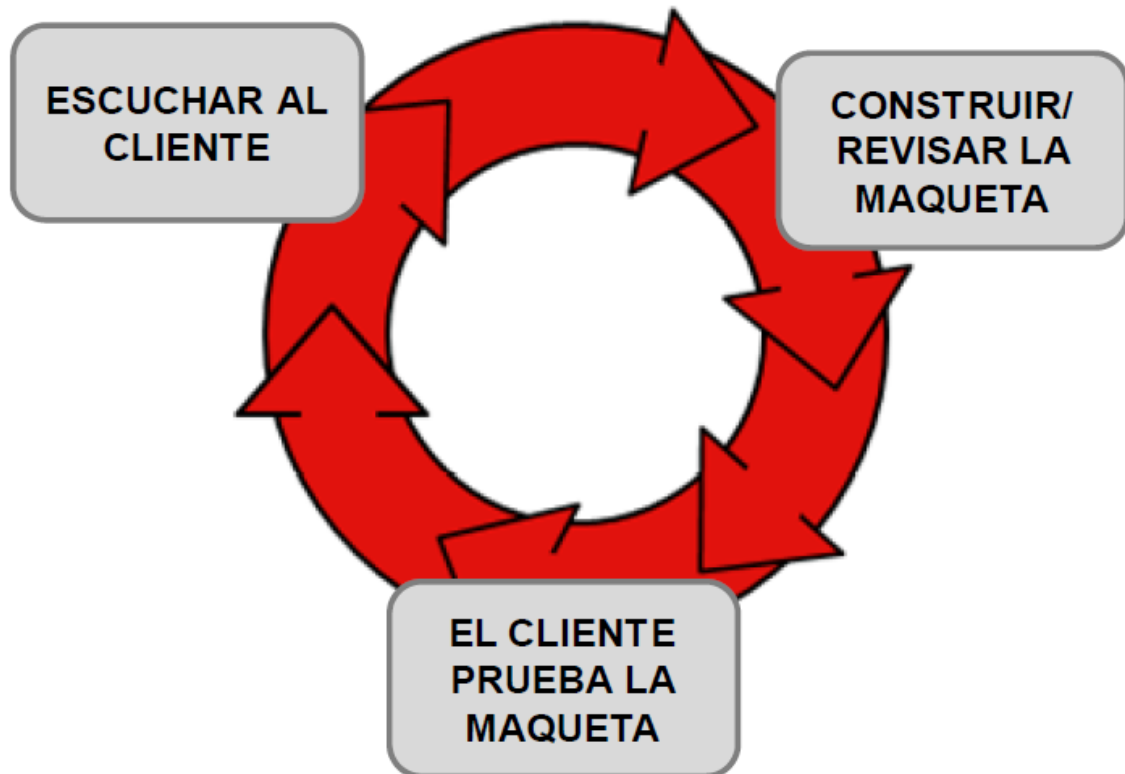 ESCUCHAR AL
CLIENTE
CONSTRUIR/
REVISAR LA
MAQUETA
EL CLIENTE
PRUEBA LA
MAQUETA